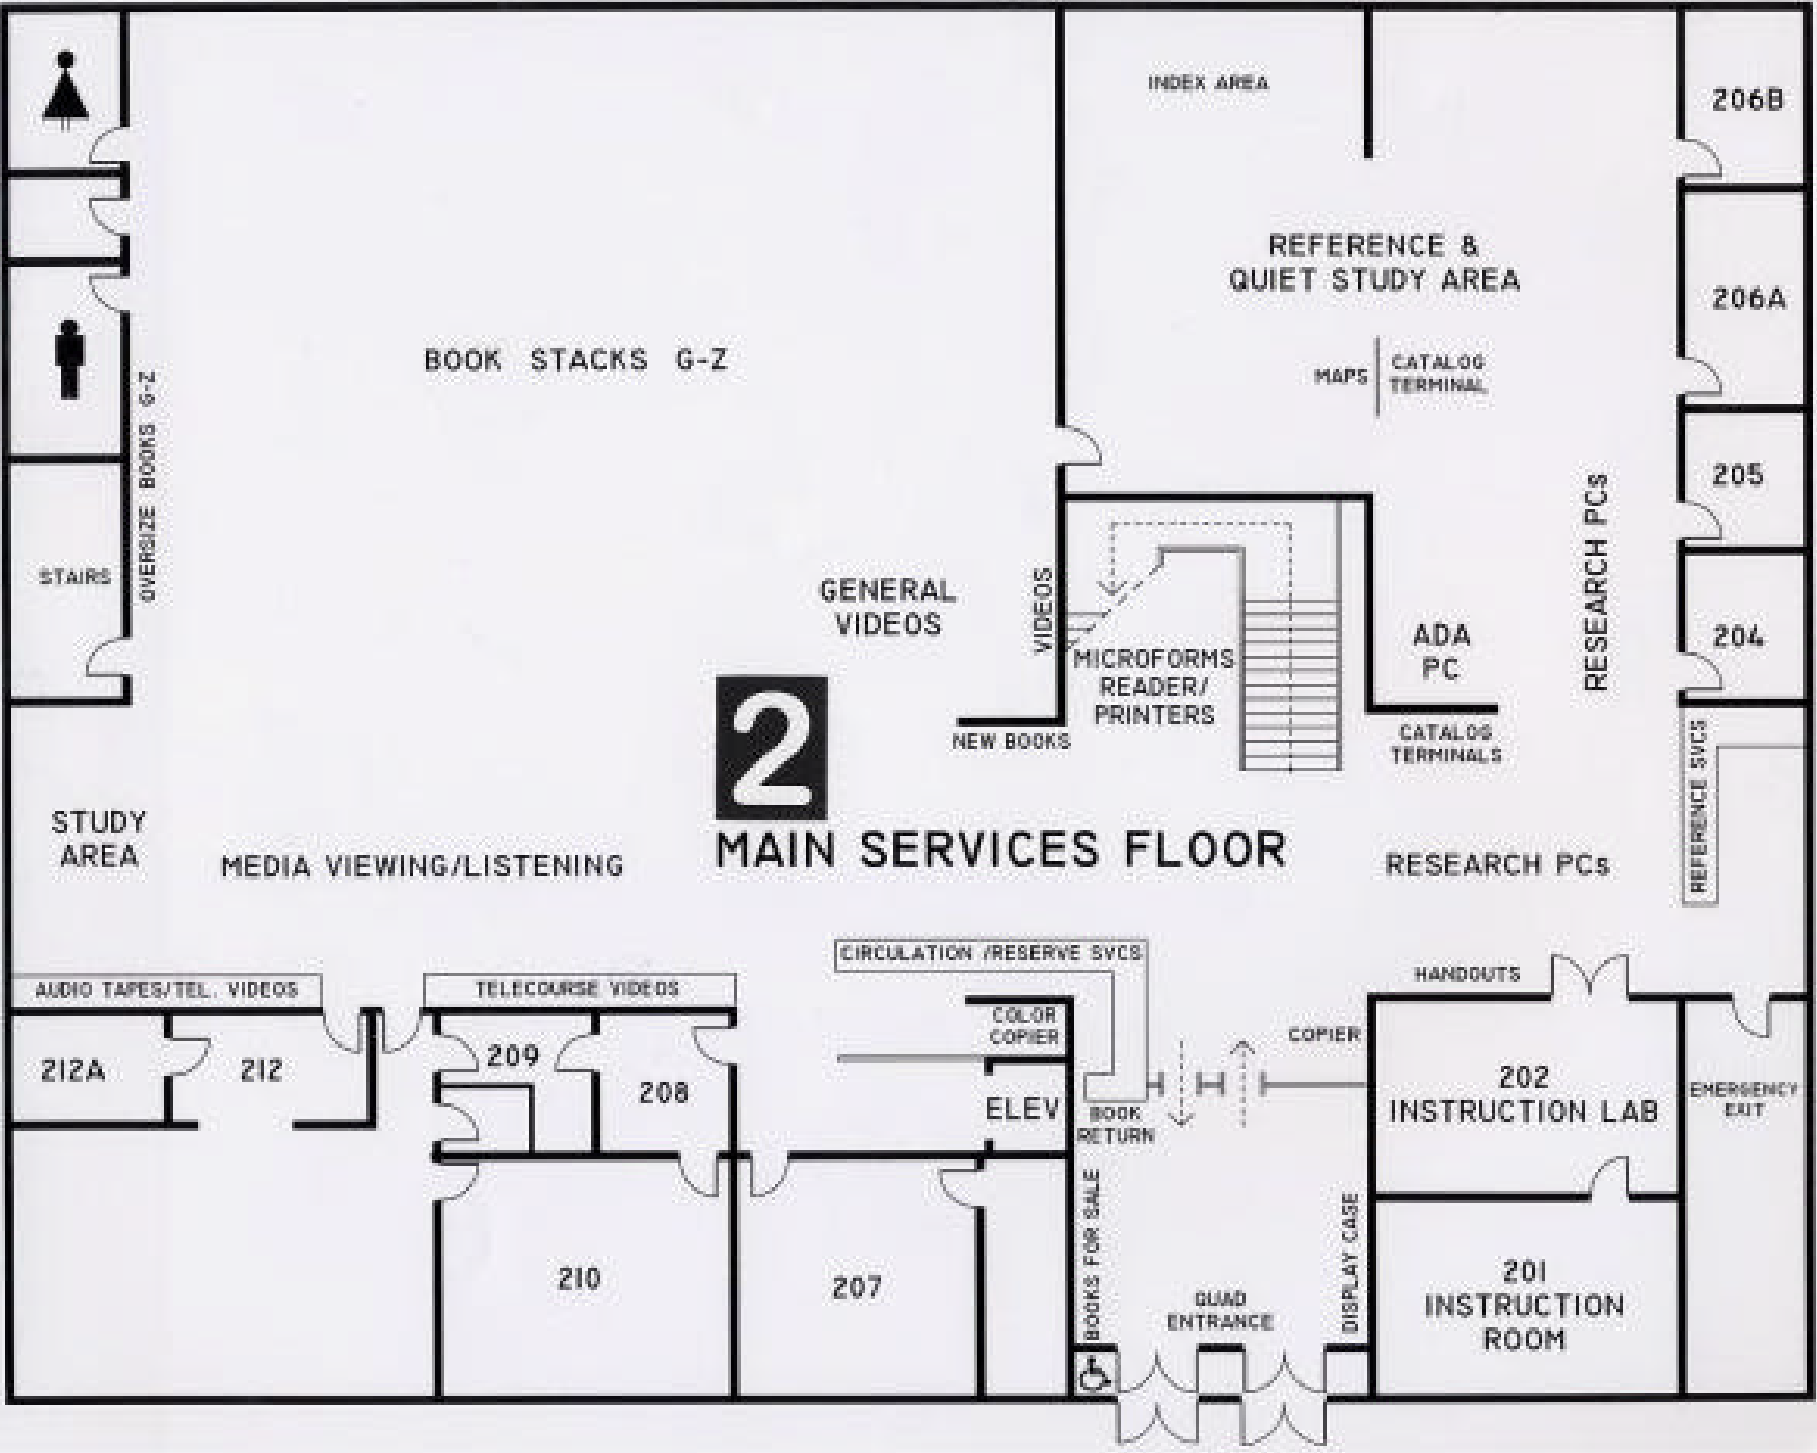 INDEX AREA
206B
REFERENCE &
QUIET STUDY AREA
206A
BOOK STACKS G-Z
MAPS
CATALOG
TERMINAL
OVERSIZE BOOKS G-Z
205
RESEARCH PCs
STAIRS
GENERAL
VIDEOS
VIDEOS
MICROFORMS
READER/
PRINTERS
ADA
PC
204
NEW BOOKS
CATALOG
TERMINALS
REFERENCE SVCS
2
MAIN SERVICES FLOOR
STUDY
AREA
MEDIA VIEWING/LISTENING
RESEARCH PCs
CIRCULATION /RESERVE SVCS
HANDOUTS
AUDIO TAPES/TEL. VIDEOS
TELECOURSE VIDEOS
COLOR
COPIER
COPIER
212A
212
209
208
ELEV
BOOK
RETURN
202
INSTRUCTION LAB
EMERGENCY
EXIT
BOOKS FOR SALE
DISPLAY CASE
210
207
QUAD
ENTRANCE
201
INSTRUCTION
ROOM